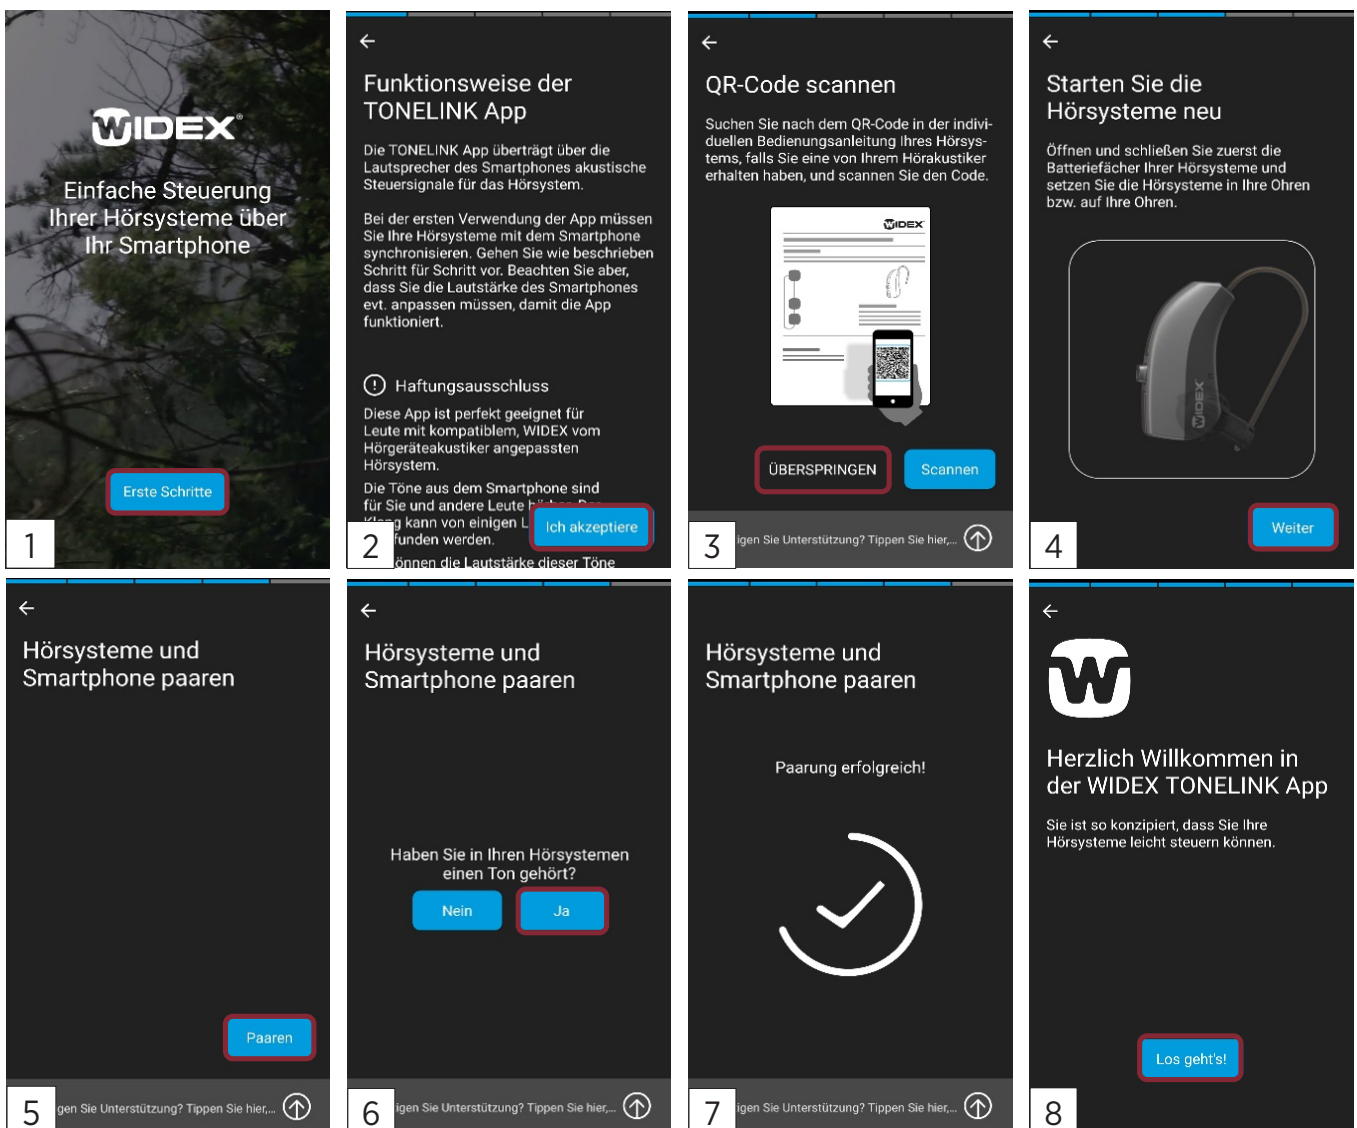 WIDEX
Einfache Steuerung
Ihrer Hörsysteme über
Ihr Smartphone
Erste Schritte
1
Funktionsweise der
TONELINK App
Die TONELINK App überträgt über die
Lautsprecher des Smartphones akustische
Steuersignale für das Hörsystem.
Bei der ersten Verwendung der App müssen
Sie Ihre Hörsysteme mit dem Smartphone
synchronisieren. Gehen Sie wie beschrieben
Schritt für Schritt vor. Beachten Sie aber,
dass Sie die Lautstärke des Smartphones
evt. anpassen müssen, damit die App
funktioniert.
Haftungsausschluss
Diese App ist perfekt geeignet für
Leute mit kompatiblem, WIDEX vom
Hörgeräteakustiker angepassten
Hörsystem.
Die Töne aus dem Smartphone sind
für Sie und andere Leute
kann von einigen L
funden werden.
önnen die Lautstärke dieser Töne
Ich akzeptiere
2
QR-Code scannen
Suchen Sie nach dem QR-Code in der indivi-
duellen Bedienungsanleitung Ihres Hörsys-
tems, falls Sie eine von Ihrem Hörakustiker
erhalten haben, und scannen Sie den Code.
WIDEX
ÜBERSPRINGEN
Scannen
3
igen Sie Unterstützung? Tippen Sie hier,...
Starten Sie die
Hörsysteme neu
Öffnen und schließen Sie zuerst die
Batteriefächer Ihrer Hörsysteme und
setzen Sie die Hörsysteme in Ihre Ohren
bzw. auf Ihre Ohren.
WIDEX
Weiter
4
Hörsysteme und
Smartphone paaren
Paaren
5
gen Sie Unterstützung? Tippen Sie hier,...
Hörsysteme und
Smartphone paaren
Haben Sie in Ihren Hörsystemen
einen Ton gehört?
Nein
Ja
6
igen Sie Unterstützung? Tippen Sie hier,...
Hörsysteme und
Smartphone paaren
Paarung erfolgreich!
7
igen Sie Unterstützung? Tippen Sie hier,...
W
Herzlich Willkommen in
der WIDEX TONELINK App
Sie ist so konzipiert, dass Sie Ihre
Hörsysteme leicht steuern können.
Los geht's!
8